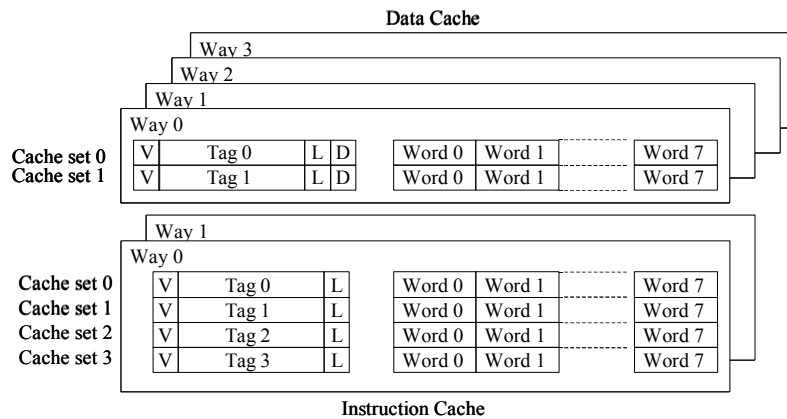 Data Cache
Way 3
Way 2
Way 1
Way 0
Cache set 0 V Tag 0 L D Word 0 Word 1 Word 7
Cache set 1 V Tag 1 L D Word 0 Word 1 Word 7
Way 1
Way 0
Cache set 0 V Tag 0 L Word 0 Word 1 Word 7
Cache set 1 V Tag 1 L Word 0 Word 1 Word 7
Cache set 2 V Tag 2 L Word 0 Word 1 Word 7
Cache set 3 V Tag 3 L Word 0 Word 1 Word 7
Instruction Cache